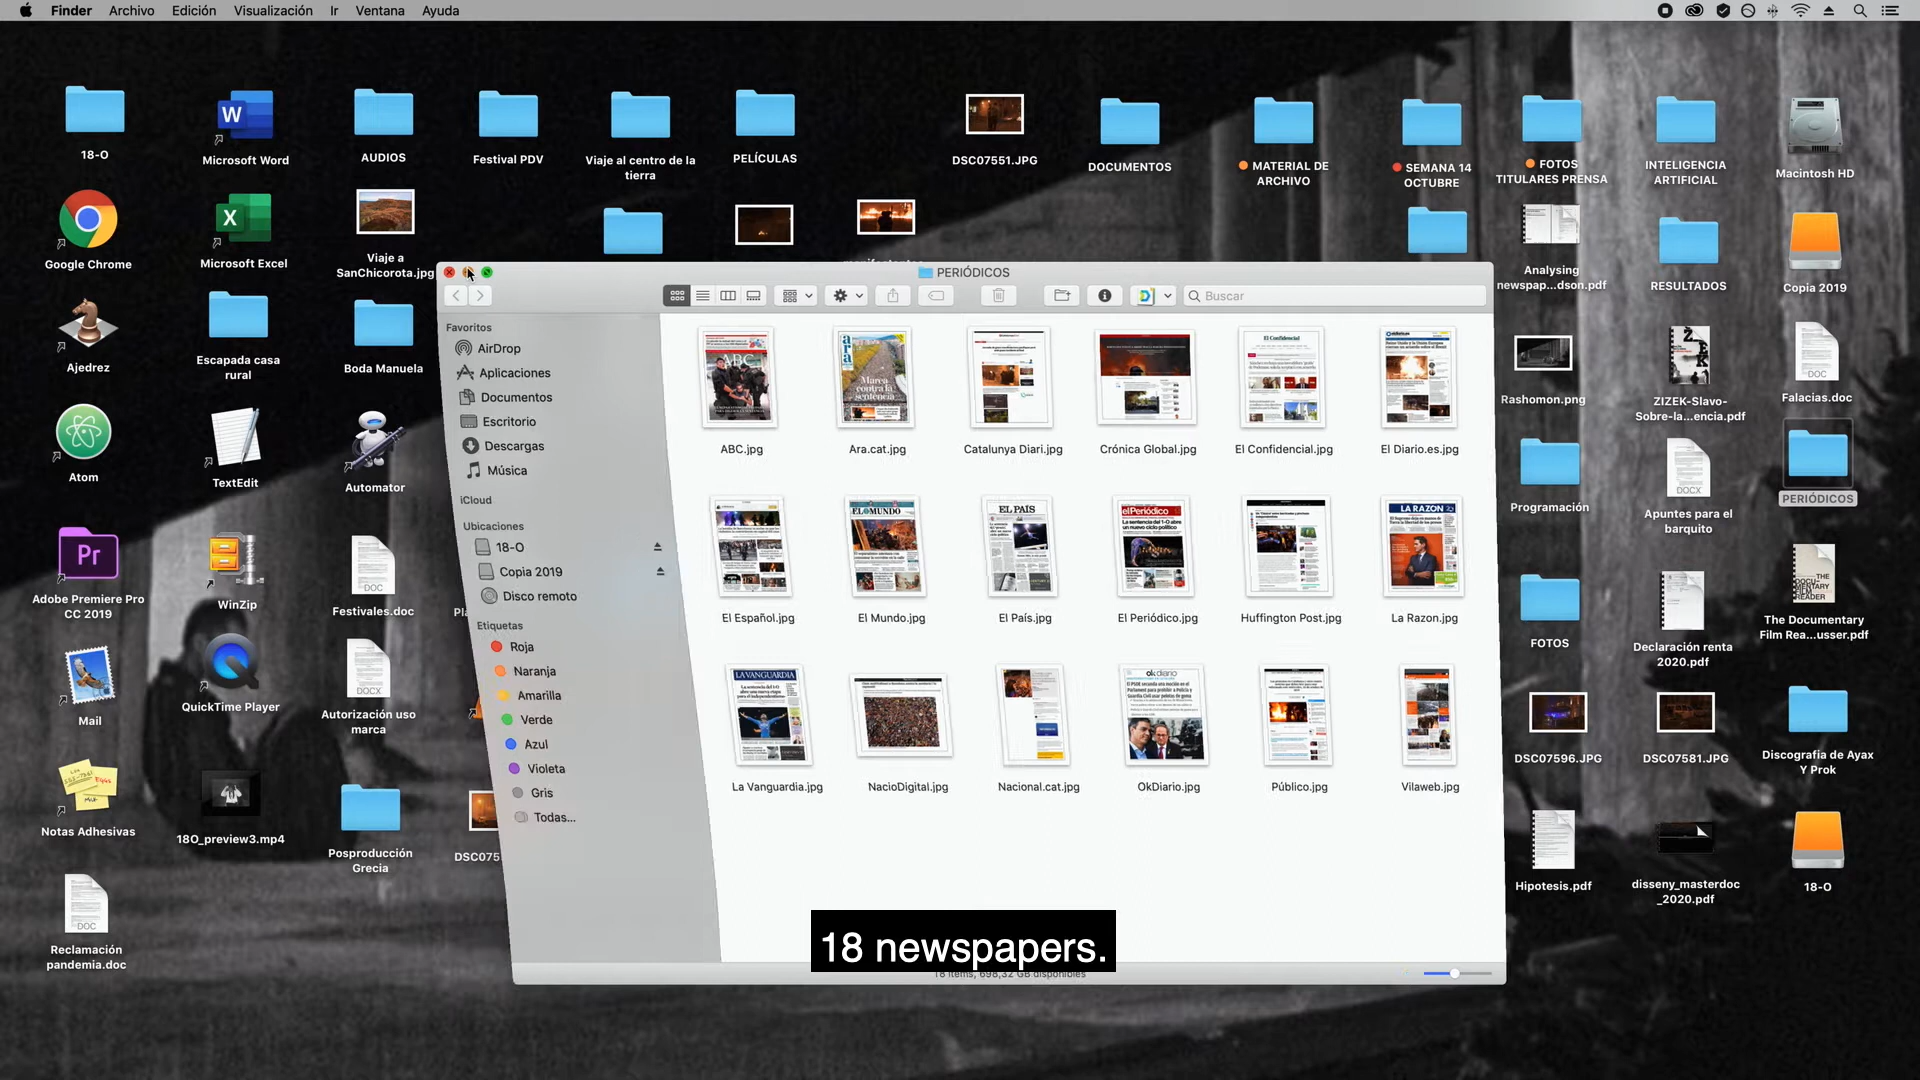 Finder Archivo Edición Visualización Ir Ventana Ayuda
18-O
Microsoft Word
AUDIOS
Festival PDV
Viaje al centro de la
tierra
PELÍCULAS
DSC07551.JPG
DOCUMENTOS
MATERIAL DE
ARCHIVO
SEMANA 14
OCTUBRE
FOTOS
TITULARES PRENSA
INTELIGENCIA
ARTIFICIAL
Macintosh HD
Google Chrome
Microsoft Excel
Viaje a
SanChicorota.jpg
Analysing
newspap...dson.pdf
RESULTADOS
Copia 2019
Ajedrez
Escapada casa
rural
Boda Manuela
Rashomon.png
ZIZEK-Slavo-
Sobre-la...encia.pdf
Falacias.doc
Atom
TextEdit
Automator
Programación
Apuntes para el
barquito
PERIÓDICOS
Adobe Premiere Pro
CC 2019
WinZip
Festivales.doc
FOTOS
Declaración renta
2020.pdf
The Documentary
Film Rea...usser.pdf
Mail
QuickTime Player
Autorización uso
marca
DSC07596.JPG
DSC07581.JPG
Discografía de Ayax
Y Prok
Notas Adhesivas
18O_preview3.mp4
Posproducción
Grecia
DSC075
Hipotesis.pdf
disseny_masterdoc
_2020.pdf
18-O
Reclamación
pandemia.doc
PERIÓDICOS
Buscar
Favoritos
AirDrop
Aplicaciones
Documentos
Escritorio
Descargas
Música
iCloud
Ubicaciones
18-O
Copia 2019
Disco remoto
Etiquetas
Roja
Naranja
Amarilla
Verde
Azul
Violeta
Gris
Todas...
ABC.jpg
Ara.cat.jpg
Catalunya Diari.jpg
Crónica Global.jpg
El Confidencial.jpg
El Diario.es.jpg
El Español.jpg
El Mundo.jpg
El País.jpg
El Periódico.jpg
Huffington Post.jpg
La Razon.jpg
La Vanguardia.jpg
NacioDigital.jpg
Nacional.cat.jpg
OkDiario.jpg
Público.jpg
Vilaweb.jpg
18 newspapers.
18 items, 698,32 GB disponibles